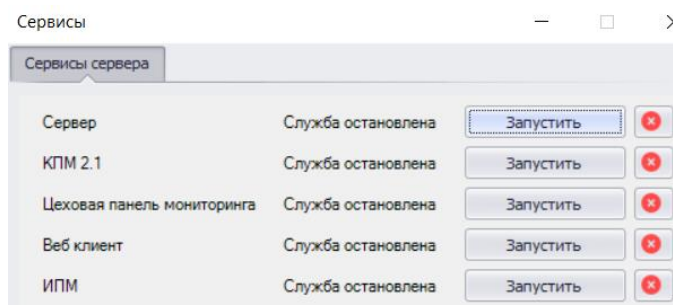 Сервисы
Сервисы сервера
Сервер Служба остановлена Запустить
КПМ 2.1 Служба остановлена Запустить
Цеховая панель мониторинга Служба остановлена Запустить
Веб клиент Служба остановлена Запустить
ИПМ Служба остановлена Запустить